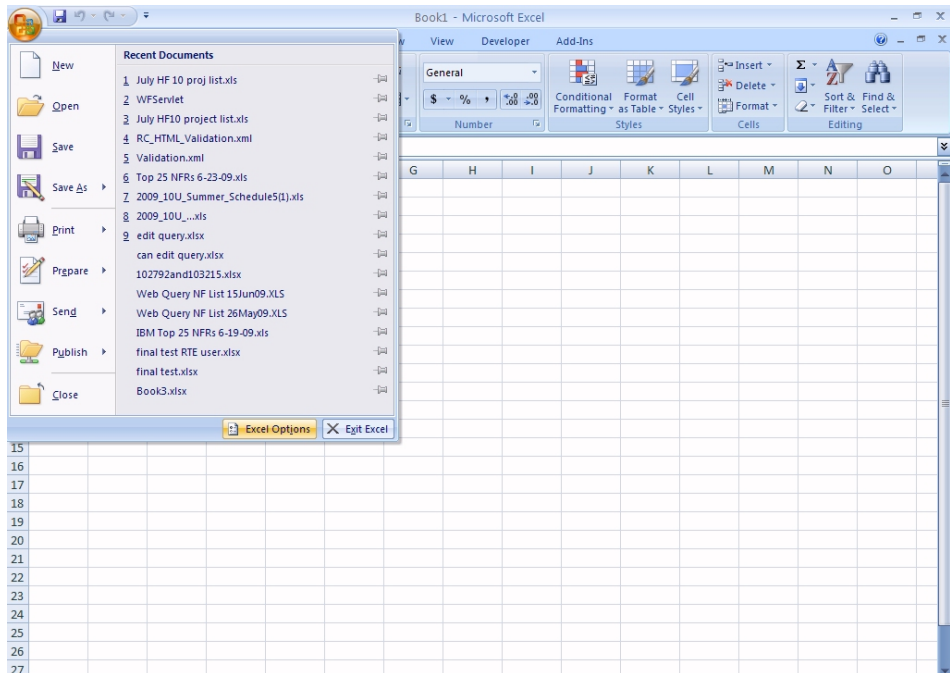 Book1 - Microsoft Excel
View Developer Add-Ins
New
Open
Save
Save As
Print
Prepare
Send
Publish
Close
Recent Documents
1 July HF 10 proj list.xls
2 WFServlet
3 July HF10 project list.xls
4 RC_HTML_Validation.xml
5 Validation.xml
6 Top 25 NFRs 6-23-09.xls
7 2009_10U_Summer_Schedule5(1).xls
8 2009_10U_...xls
9 edit query.xlsx
can edit query.xlsx
102792and103215.xlsx
Web Query NF List 15Jun09.XLS
Web Query NF List 26May09.XLS
IBM Top 25 NFRs 6-19-09.xls
final test RTE user.xlsx
final test.xlsx
Book3.xlsx
Excel Options
Exit Excel
General
$ % , .0 .00 .00 .0
Number
Conditional Formatting
Format as Table
Cell Styles
Styles
Insert
Delete
Format
Cells
Σ
Sort & Filter
Find & Select
Editing
G H I J K L M N O
15
16
17
18
19
20
21
22
23
24
25
26
27